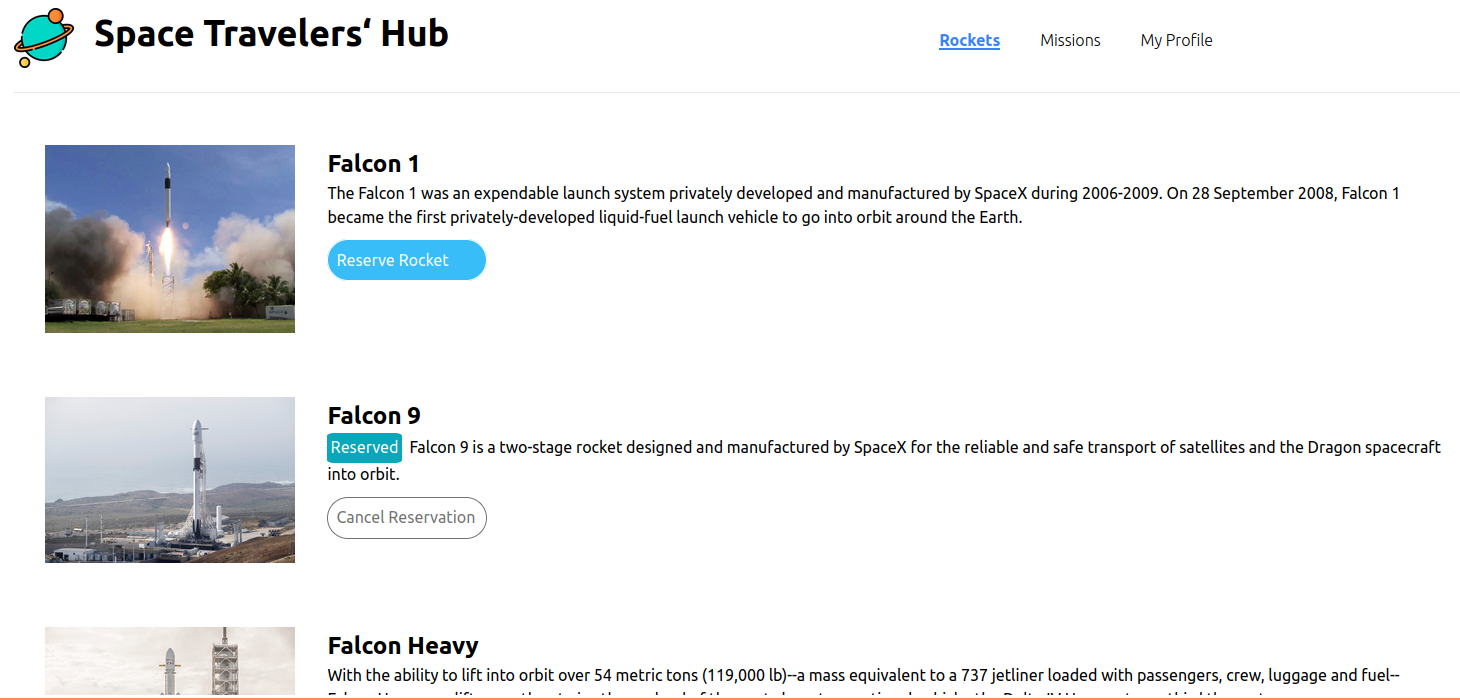 Space Travelers‘ Hub
Rockets Missions My Profile
Falcon 1
The Falcon 1 was an expendable launch system privately developed and manufactured by SpaceX during 2006-2009. On 28 September 2008, Falcon 1
became the first privately-developed liquid-fuel launch vehicle to go into orbit around the Earth.
Reserve Rocket
Falcon 9
Reserved Falcon 9 is a two-stage rocket designed and manufactured by SpaceX for the reliable and safe transport of satellites and the Dragon spacecraft
into orbit.
Cancel Reservation
Falcon Heavy
With the ability to lift into orbit over 54 metric tons (119,000 lb)--a mass equivalent to a 737 jetliner loaded with passengers, crew, luggage and fuel--